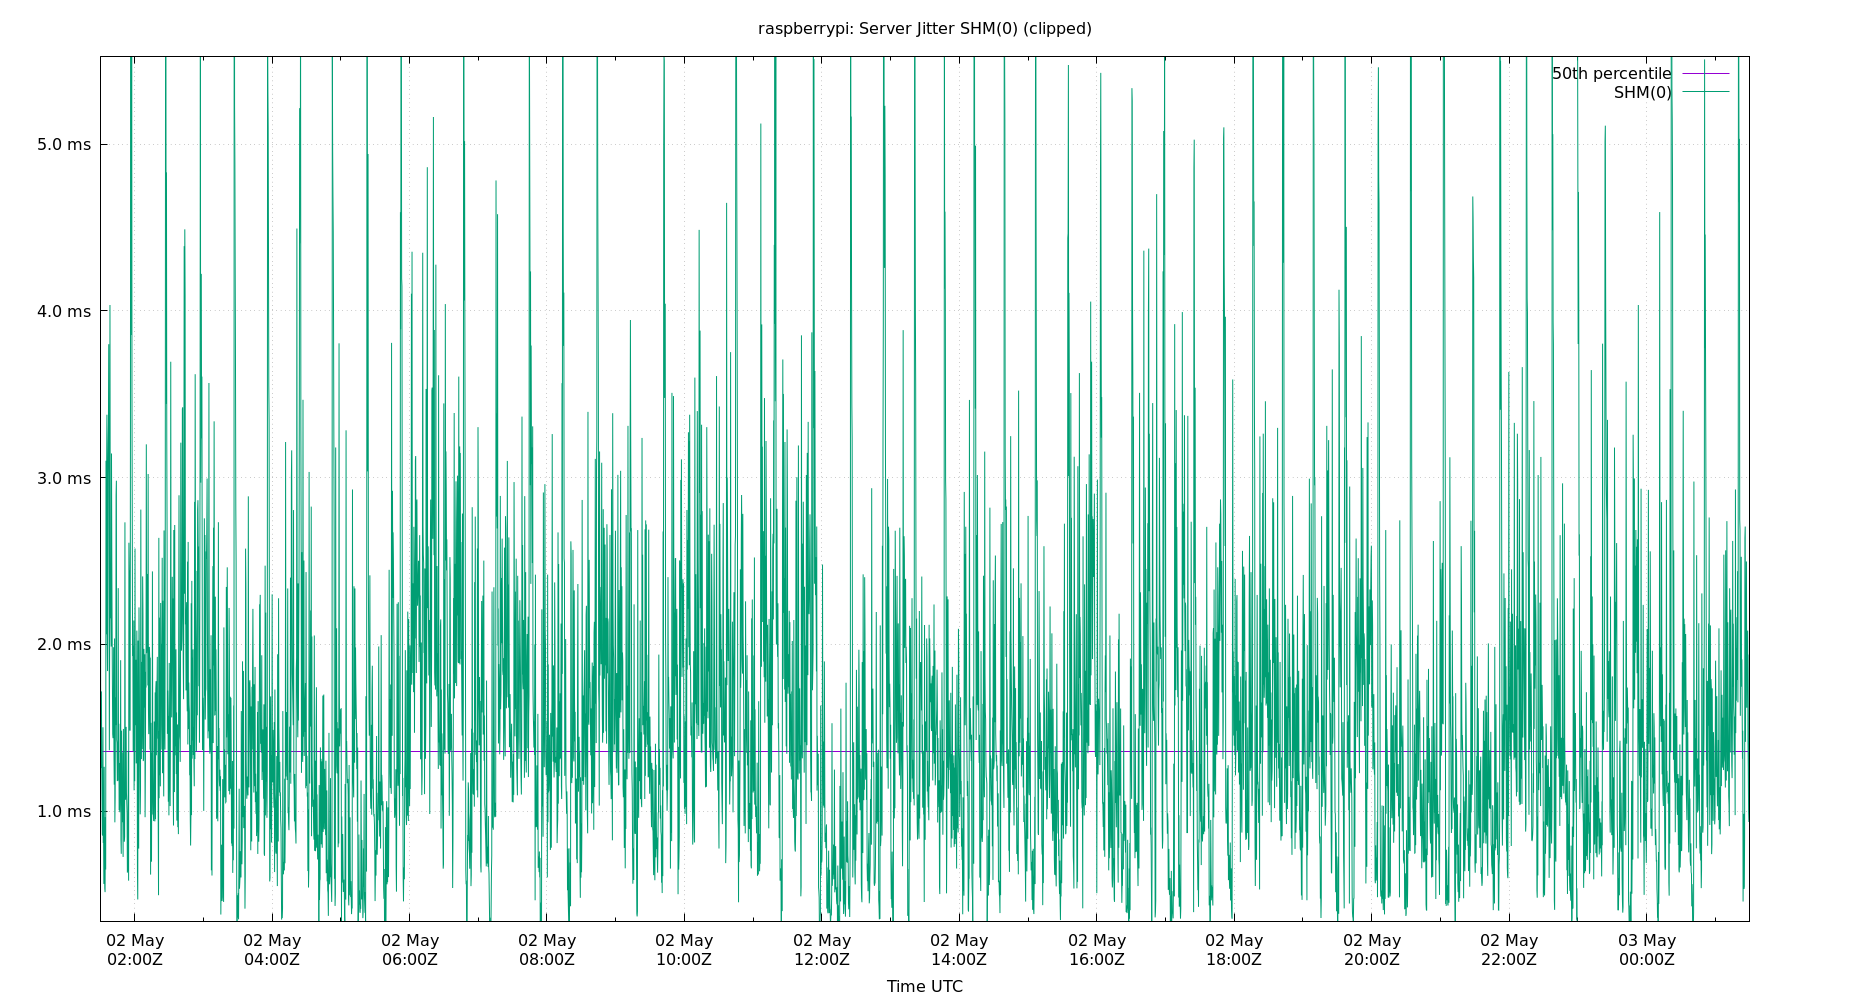 raspberrypi: Server Jitter SHM(0) (clipped)
50th percentile
SHM(0)
5.0 ms
4.0 ms
3.0 ms
2.0 ms
1.0 ms
02 May 02 May 02 May 02 May 02 May 02 May 02 May 02 May 02 May 02 May 02 May 03 May
02:00Z 04:00Z 06:00Z 08:00Z 10:00Z 12:00Z 14:00Z 16:00Z 18:00Z 20:00Z 22:00Z 00:00Z
Time UTC